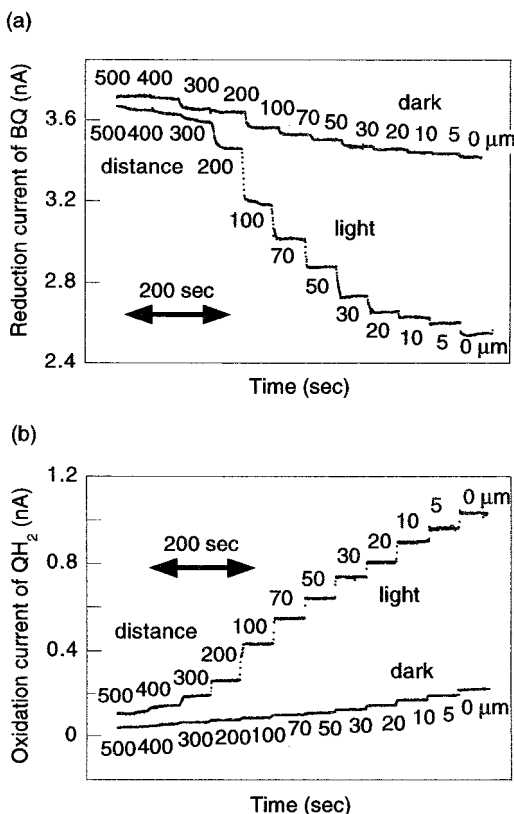 (a)
Reduction current of BQ (nA)
3.6
3.2
2.8
2.4
500 400 300 200 100 70 50 30 20 10 5 0 μm
dark
500 400 300 200 100 70 50 30 20 10 5 0 μm
distance
light
200 sec
Time (sec)
(b)
Oxidation current of QH₂ (nA)
1.2
0.8
0.4
0
200 sec
500 400 300 200 100 70 50 30 20 10 5 0 μm
distance
light
dark
500 400 300 200 100 70 50 30 20 10 5 0 μm
Time (sec)